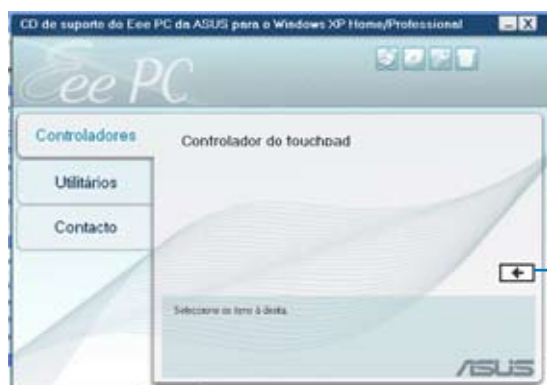 CD de suporte do Eee PC da ASUS para o Windows XP Home/Professional
Eee PC
Controladores
Controlador do touchpad
Utilitários
Contacto
Seleccione os itens à direita.
ASUS